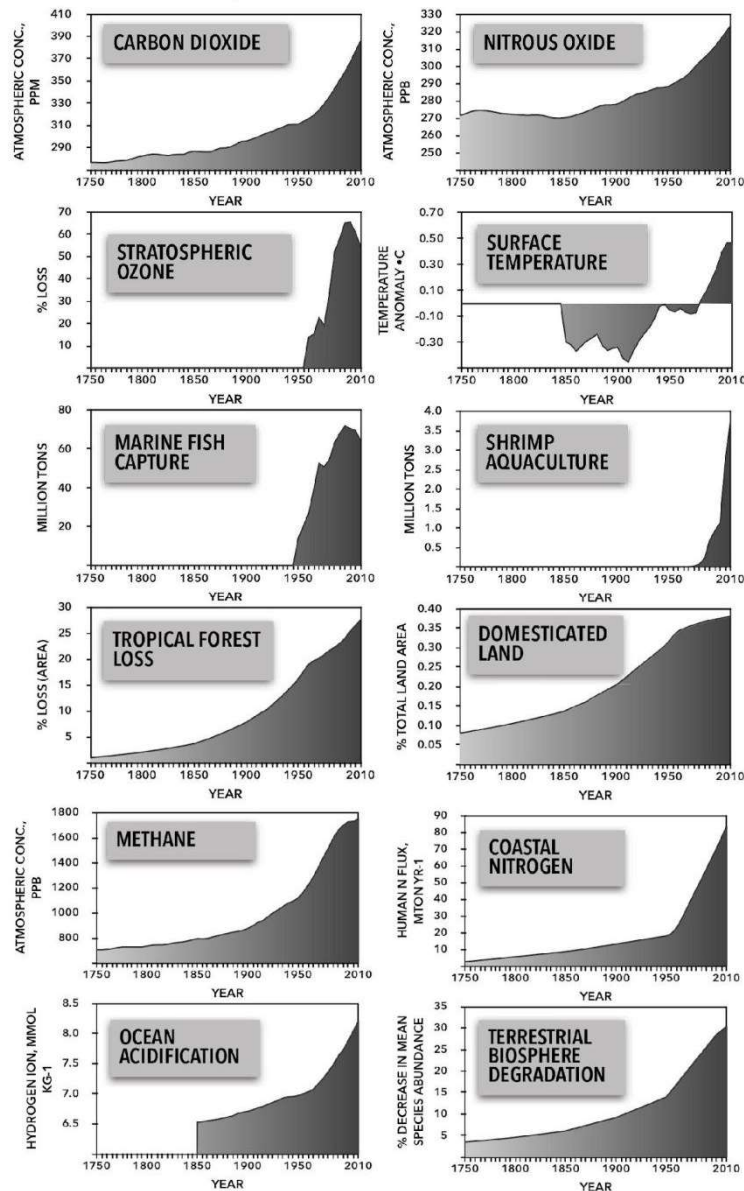 CARBON DIOXIDE
ATMOSPHERIC CONC.,
PPM
410
390
370
350
330
310
290
270
1750 1800 1850 1900 1950 2010
YEAR
NITROUS OXIDE
ATMOSPHERIC CONC.,
PPB
330
320
310
300
290
280
270
260
250
240
1750 1800 1850 1900 1950 2010
YEAR
STRATOSPHERIC
OZONE
% LOSS
70
60
50
40
30
20
10
1750 1800 1850 1900 1950 2010
YEAR
SURFACE
TEMPERATURE
TEMPERATURE
ANOMALY •C
0.70
0.50
0.30
0.10
-0.10
-0.30
1750 1800 1850 1900 1950 2010
YEAR
MARINE FISH
CAPTURE
MILLION TONS
80
60
40
20
1750 1800 1850 1900 1950 2010
YEAR
SHRIMP
AQUACULTURE
MILLION TONS
4.0
3.5
3.0
2.5
2.0
1.5
1.0
0.5
1750 1800 1850 1900 1950 2010
YEAR
TROPICAL FOREST
LOSS
% LOSS (AREA)
30
25
20
15
10
5
1750 1800 1850 1900 1950 2010
YEAR
DOMESTICATED
LAND
% TOTAL LAND AREA
0.40
0.35
0.30
0.25
0.20
0.15
0.10
0.05
1750 1800 1850 1900 1950 2010
YEAR
METHANE
ATMOSPHERIC CONC.,
PPB
1800
1600
1400
1200
1000
800
1750 1800 1850 1900 1950 2010
YEAR
COASTAL
NITROGEN
HUMAN N FLUX,
MTON YR-1
90
80
70
60
50
40
30
20
10
1750 1800 1850 1900 1950 2010
YEAR
OCEAN
ACIDIFICATION
HYDROGEN ION, MMOL
KG-1
8.5
8.0
7.5
7.0
6.5
6.0
1750 1800 1850 1900 1950 2010
YEAR
TERRESTRIAL
BIOSPHERE
DEGRADATION
% DECREASE IN MEAN
SPECIES ABUNDANCE
35
30
25
20
15
10
5
1750 1800 1850 1900 1950 2010
YEAR